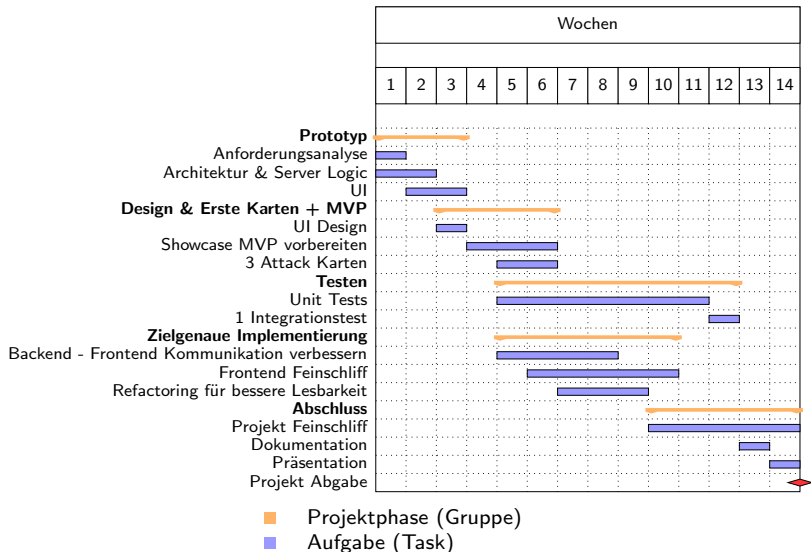 Wochen
1 2 3 4 5 6 7 8 9 10 11 12 13 14
Prototyp
Anforderungsanalyse
Architektur & Server Logic
UI
Design & Erste Karten + MVP
UI Design
Showcase MVP vorbereiten
3 Attack Karten
Testen
Unit Tests
1 Integrationstest
Zielgenaue Implementierung
Backend - Frontend Kommunikation verbessern
Frontend Feinschliff
Refactoring für bessere Lesbarkeit
Abschluss
Projekt Feinschliff
Dokumentation
Präsentation
Projekt Abgabe
Projektphase (Gruppe)
Aufgabe (Task)